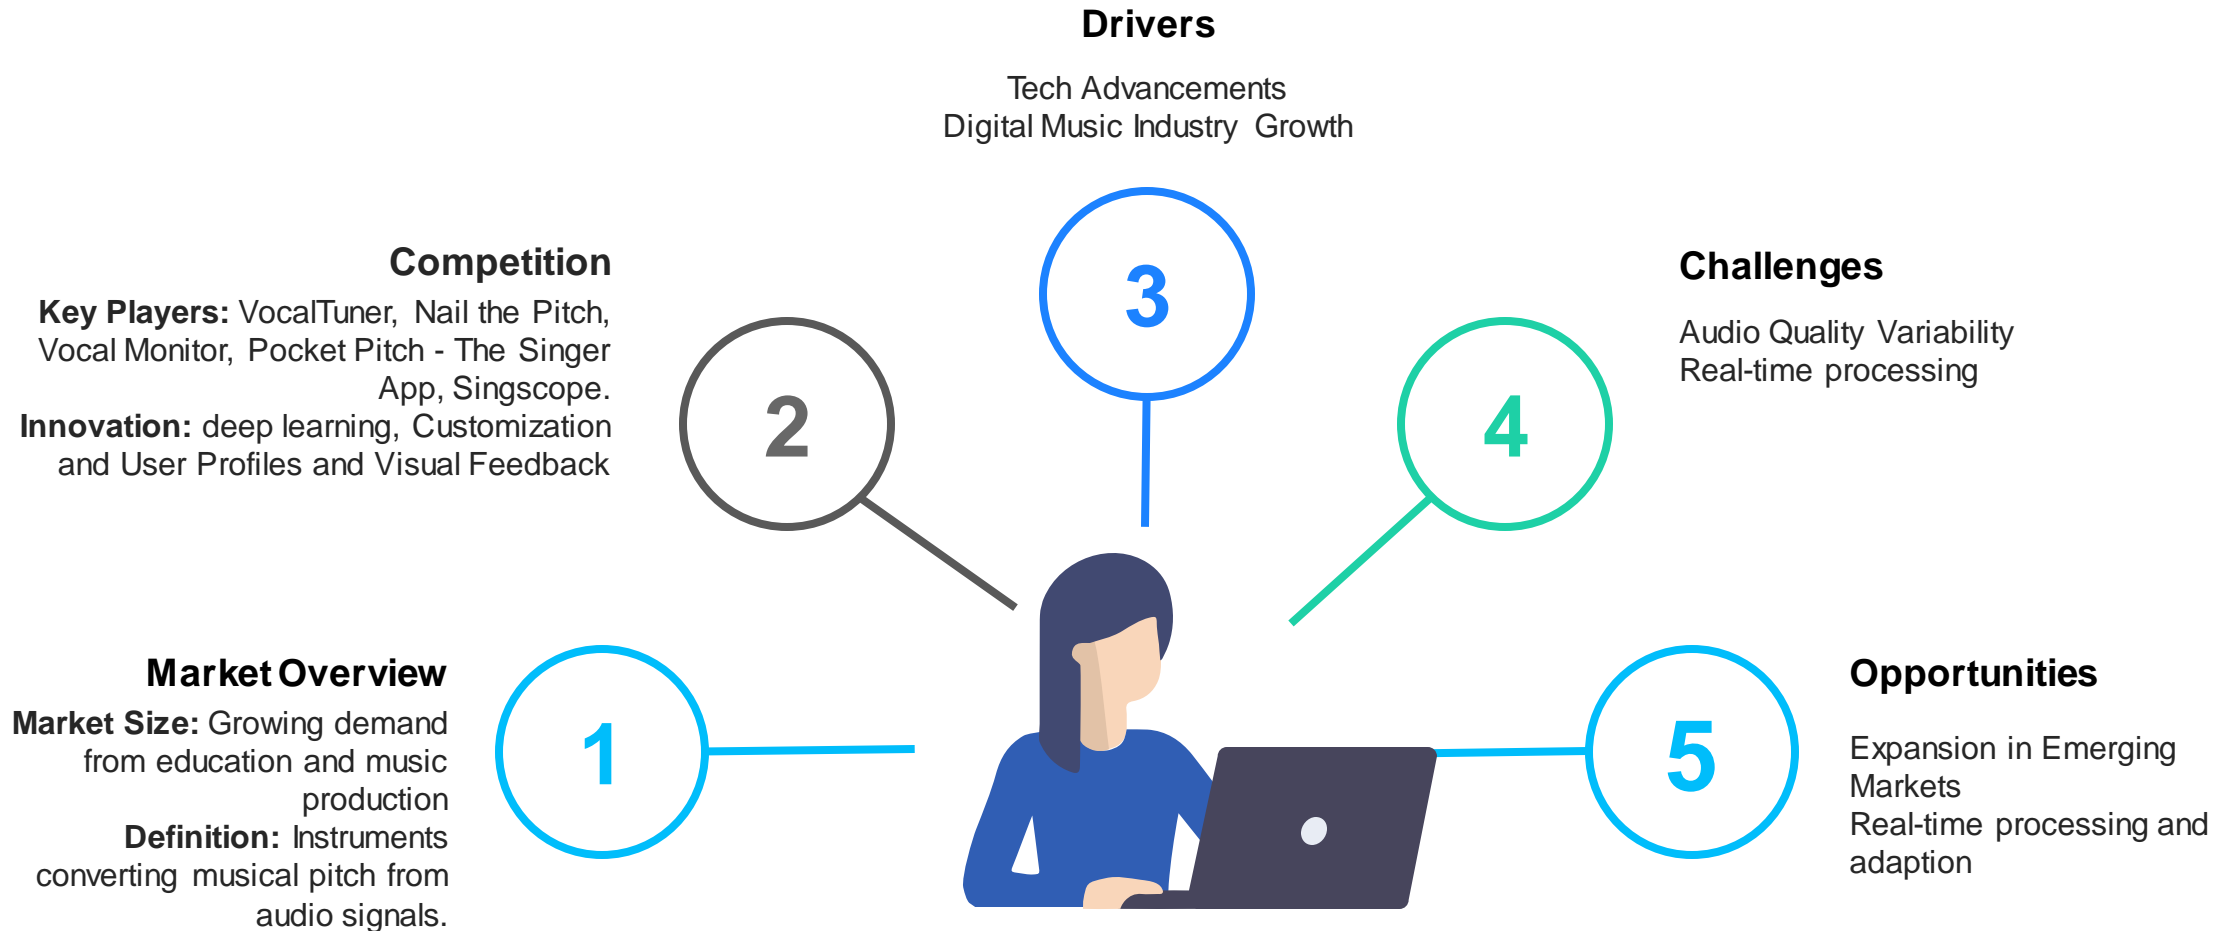 Market Overview
Market Size: Growing demand
from education and music
production
Definition: Instruments
converting musical pitch from
audio signals.
1
Competition
Key Players: VocalTuner, Nail the Pitch,
Vocal Monitor, Pocket Pitch - The Singer
App, Singscope.
Innovation: deep learning, Customization
and User Profiles and Visual Feedback
2
Drivers
Tech Advancements
Digital Music Industry Growth
3
Challenges
Audio Quality Variability
Real-time processing
4
Opportunities
Expansion in Emerging
Markets
Real-time processing and
adaption
5